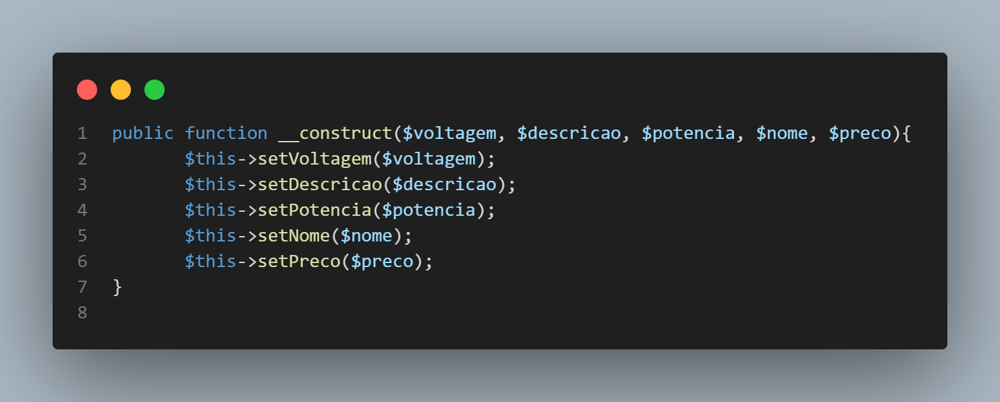 1 public function __construct($voltagem, $descricao, $potencia, $nome, $preco){
2 $this->setVoltagem($voltagem);
3 $this->setDescricao($descricao);
4 $this->setPotencia($potencia);
5 $this->setNome($nome);
6 $this->setPreco($preco);
7 }
8